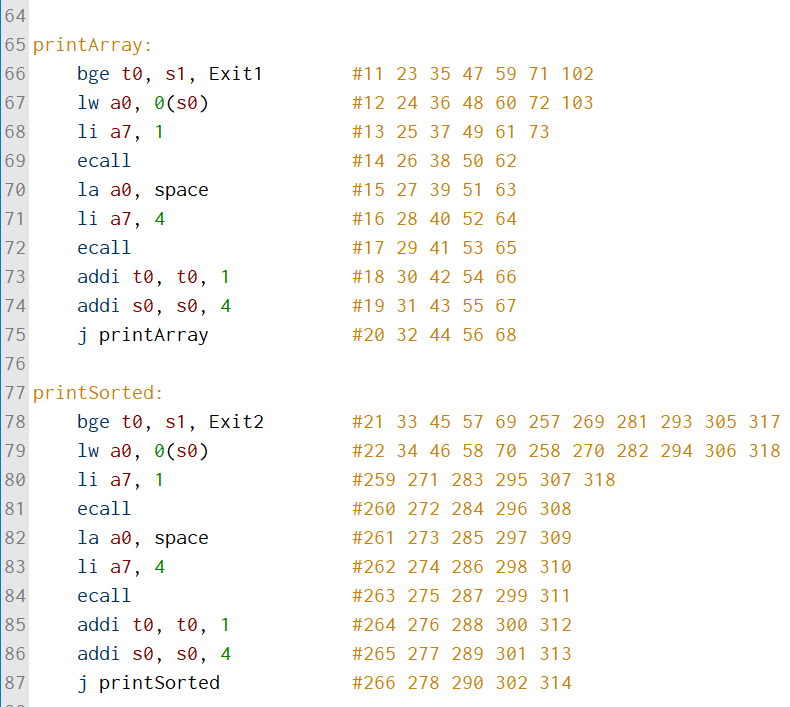 64
65 printArray:
66 bge t0, s1, Exit1 #11 23 35 47 59 71 102
67 lw a0, 0(s0) #12 24 36 48 60 72 103
68 li a7, 1 #13 25 37 49 61 73
69 ecall #14 26 38 50 62
70 la a0, space #15 27 39 51 63
71 li a7, 4 #16 28 40 52 64
72 ecall #17 29 41 53 65
73 addi t0, t0, 1 #18 30 42 54 66
74 addi s0, s0, 4 #19 31 43 55 67
75 j printArray #20 32 44 56 68
76
77 printSorted:
78 bge t0, s1, Exit2 #21 33 45 57 69 257 269 281 293 305 317
79 lw a0, 0(s0) #22 34 46 58 70 258 270 282 294 306 318
80 li a7, 1 #259 271 283 295 307 318
81 ecall #260 272 284 296 308
82 la a0, space #261 273 285 297 309
83 li a7, 4 #262 274 286 298 310
84 ecall #263 275 287 299 311
85 addi t0, t0, 1 #264 276 288 300 312
86 addi s0, s0, 4 #265 277 289 301 313
87 j printSorted #266 278 290 302 314